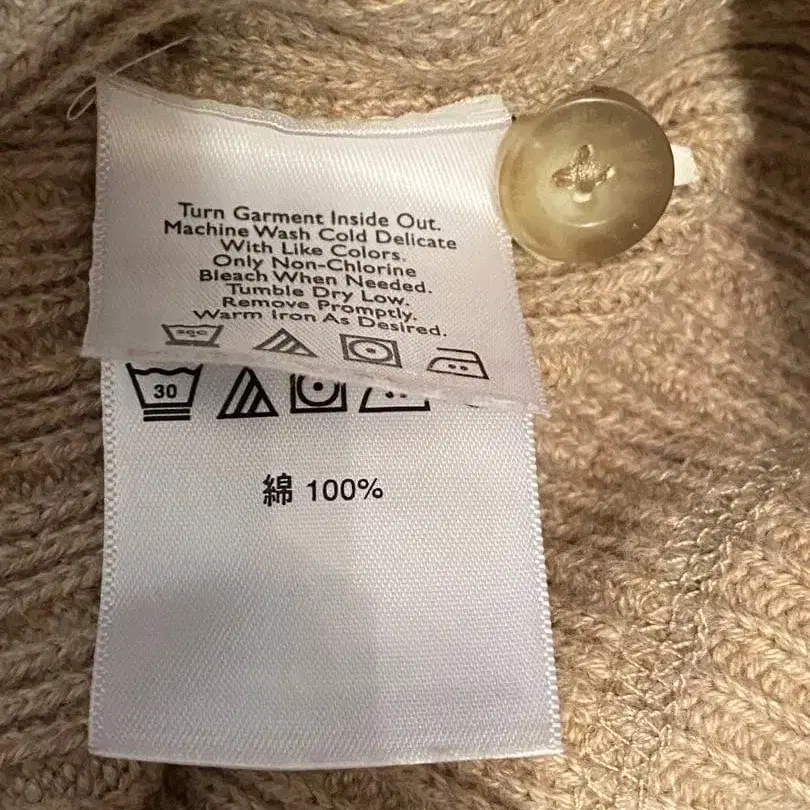 Turn Garment Inside Out.
Machine Wash Cold Delicate
With Like Colors.
Only Non-Chlorine
Bleach When Needed.
Tumble Dry Low.
Remove Promptly.
Warm Iron As Desired.
30
綿 100%